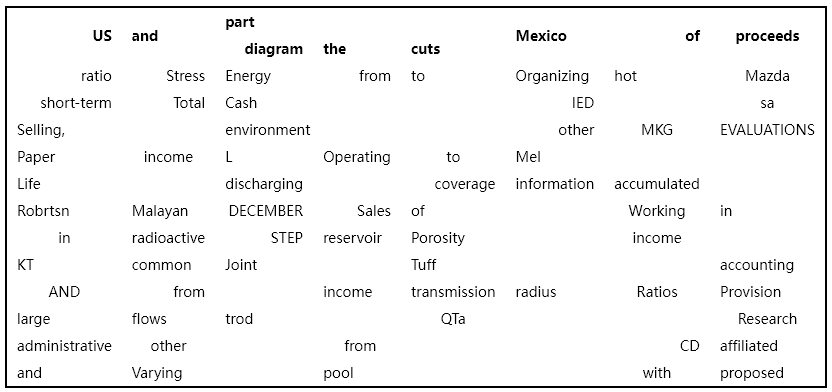 US and part diagram the cuts Mexico of proceeds
ratio Stress Energy from to Organizing hot Mazda
short-term Total Cash IED sa
Selling, environment other MKG EVALUATIONS
Paper income L Operating to Mel
Life discharging coverage information accumulated
Robrtsn Malayan DECEMBER Sales of Working in
in radioactive STEP reservoir Porosity income
KT common Joint Tuff accounting
AND from income transmission radius Ratios Provision
large flows trod QTa Research
administrative other from CD affiliated
and Varying pool with proposed